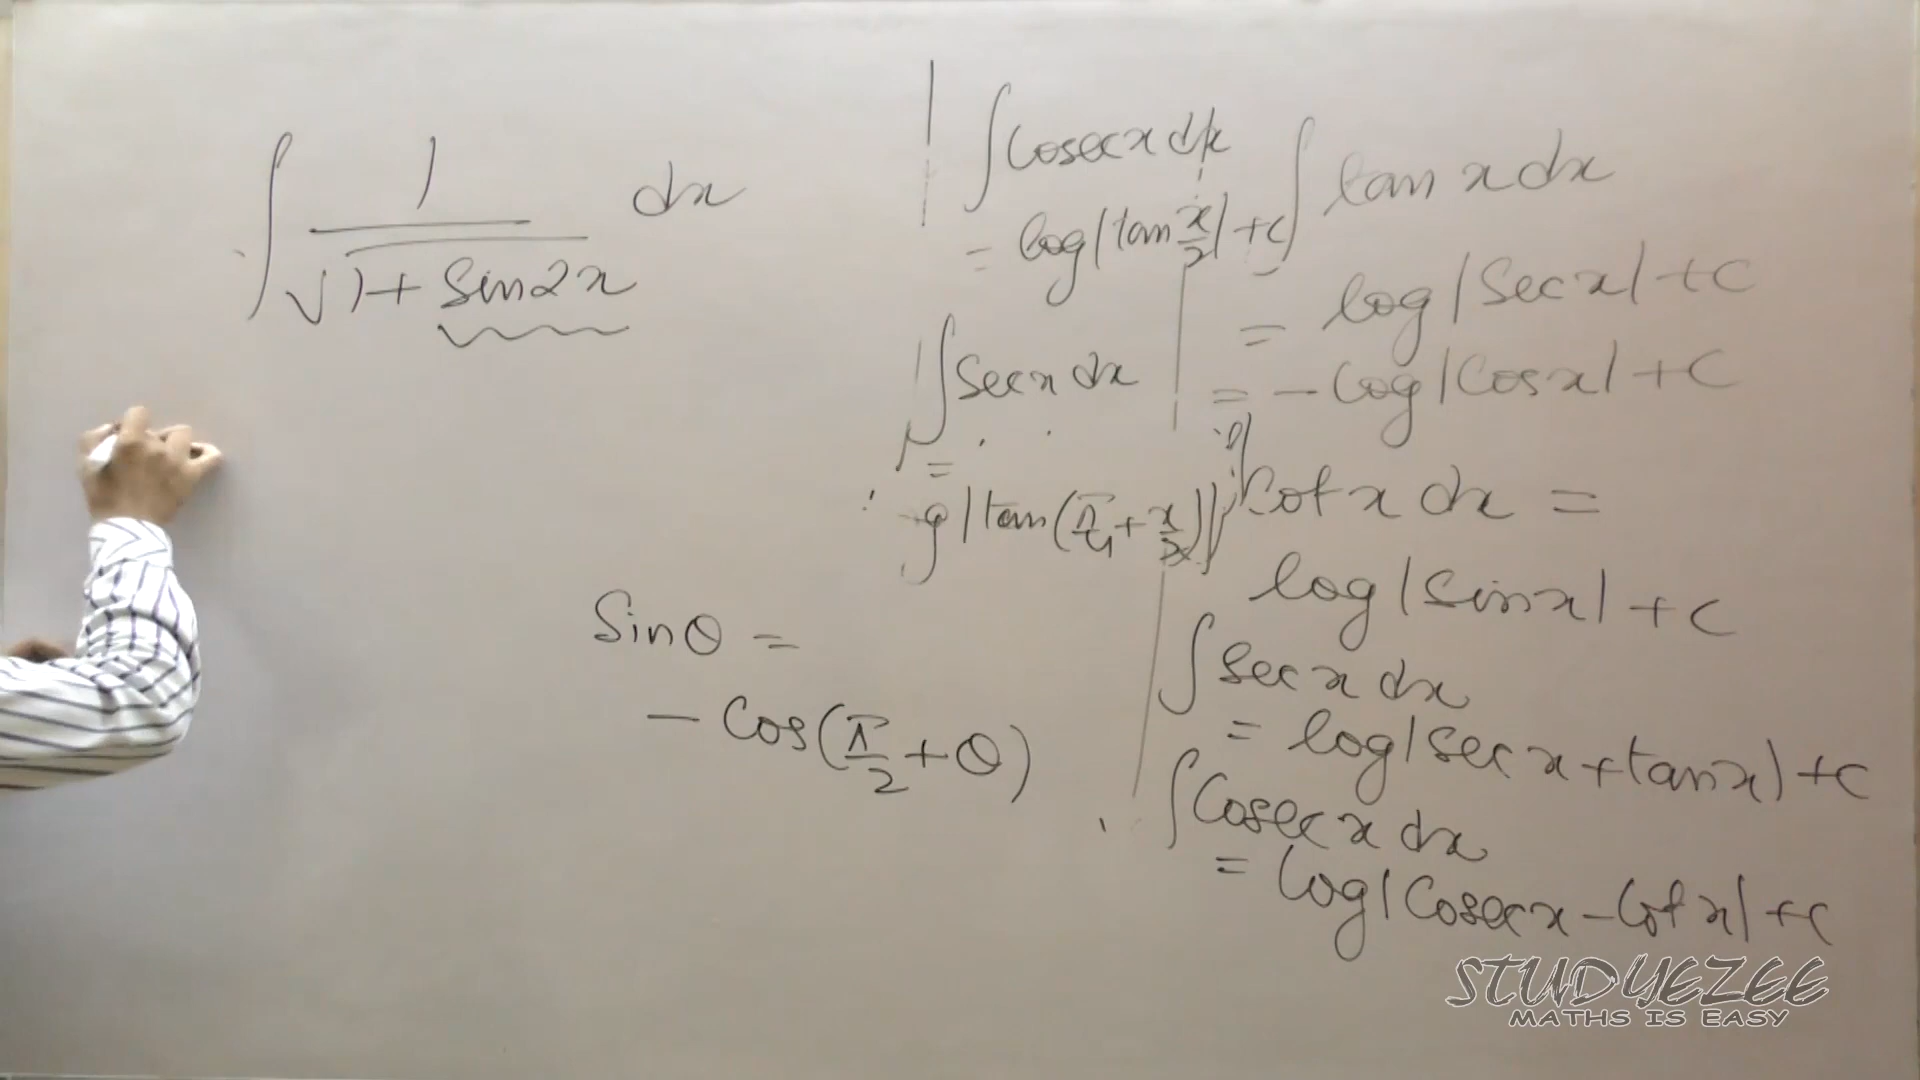 ∫ 1/√(1+Sin2x) dx
Sinθ =
- Cos(π/2+θ)
∫Cosecx dx
= log|tan x/2|+C
∫Secx dx
=
g|tan(π/4+x/2)|
∫tan x dx
= log|Secx|+C
= -log|Cosx|+C
Cot x dx =
log|Sinx|+C
∫Sec x dx
= log|Sec x+tanx)+C
∫Cosec x dx
= log|Cosecx-Cot x|+C
STUDYEZEE
MATHS IS EASY